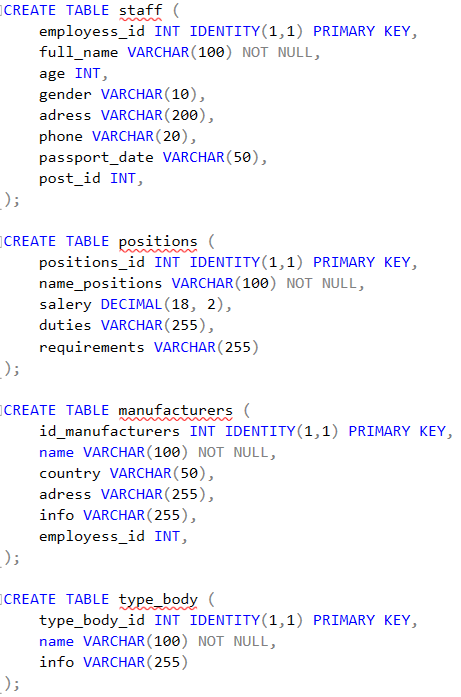 CREATE TABLE staff (
employess_id INT IDENTITY(1,1) PRIMARY KEY,
full_name VARCHAR(100) NOT NULL,
age INT,
gender VARCHAR(10),
adress VARCHAR(200),
phone VARCHAR(20),
passport_date VARCHAR(50),
post_id INT,
);
CREATE TABLE positions (
positions_id INT IDENTITY(1,1) PRIMARY KEY,
name_positions VARCHAR(100) NOT NULL,
salery DECIMAL(18, 2),
duties VARCHAR(255),
requirements VARCHAR(255)
);
CREATE TABLE manufacturers (
id_manufacturers INT IDENTITY(1,1) PRIMARY KEY,
name VARCHAR(100) NOT NULL,
country VARCHAR(50),
adress VARCHAR(255),
info VARCHAR(255),
employess_id INT,
);
CREATE TABLE type_body (
type_body_id INT IDENTITY(1,1) PRIMARY KEY,
name VARCHAR(100) NOT NULL,
info VARCHAR(255)
);